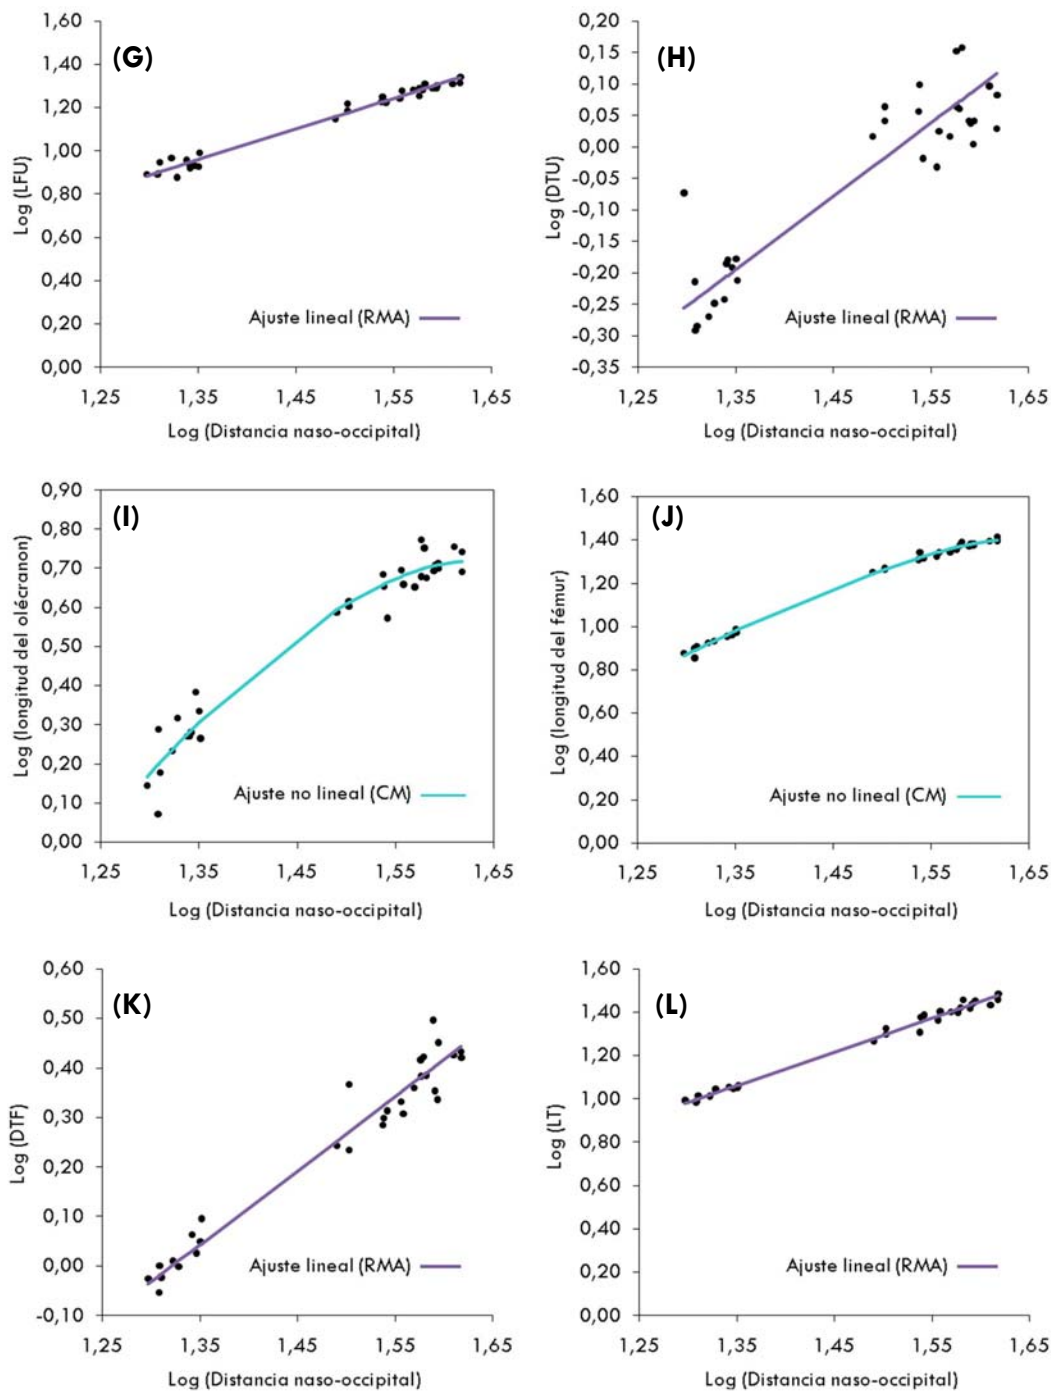 (G)
Log (LFU)
1,60
1,40
1,20
1,00
0,80
0,60
0,40
0,20
0,00
Ajuste lineal (RMA)
1,25 1,35 1,45 1,55 1,65
Log (Distancia naso-occipital)
(H)
Log (DTU)
0,20
0,15
0,10
0,05
0,00
-0,05
-0,10
-0,15
-0,20
-0,25
-0,30
-0,35
Ajuste lineal (RMA)
1,25 1,35 1,45 1,55 1,65
Log (Distancia naso-occipital)
(I)
Log (longitud del olécranon)
0,90
0,80
0,70
0,60
0,50
0,40
0,30
0,20
0,10
0,00
Ajuste no lineal (CM)
1,25 1,35 1,45 1,55 1,65
Log (Distancia naso-occipital)
(J)
Log (longitud del fémur)
1,60
1,40
1,20
1,00
0,80
0,60
0,40
0,20
0,00
Ajuste no lineal (CM)
1,25 1,35 1,45 1,55 1,65
Log (Distancia naso-occipital)
(K)
Log (DTF)
0,60
0,50
0,40
0,30
0,20
0,10
0,00
-0,10
Ajuste lineal (RMA)
1,25 1,35 1,45 1,55 1,65
Log (Distancia naso-occipital)
(L)
Log (LT)
1,60
1,40
1,20
1,00
0,80
0,60
0,40
0,20
0,00
Ajuste lineal (RMA)
1,25 1,35 1,45 1,55 1,65
Log (Distancia naso-occipital)